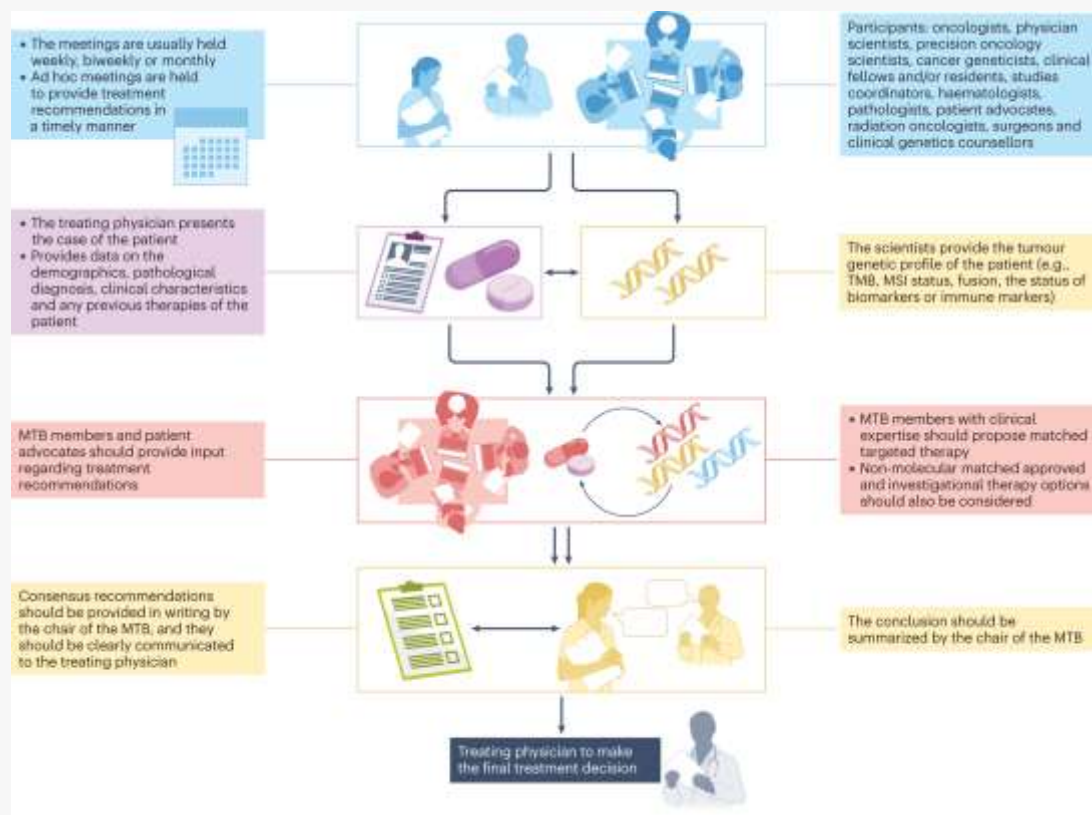 • The meetings are usually held
weekly, biweekly or monthly
• Ad hoc meetings are held
to provide treatment
recommendations in
a timely manner
Participants: oncologists, physician
scientists, precision oncology
scientists, cancer geneticists, clinical
fellows and/or residents, studies
coordinators, haematologists,
pathologists, patient advocates,
radiation oncologists, surgeons and
clinical genetics counsellors
• The treating physician presents
the case of the patient
• Provides data on the
demographics, pathological
diagnosis, clinical characteristics
and any previous therapies of the
patient
The scientists provide the tumour
genetic profile of the patient (e.g.,
TMB, MSI status, fusion, the status of
biomarkers or immune markers)
MTB members and patient
advocates should provide input
regarding treatment
recommendations
• MTB members with clinical
expertise should propose matched
targeted therapy
• Non-molecular matched approved
and investigational therapy options
should also be considered
Consensus recommendations
should be provided in writing by
the chair of the MTB, and they
should be clearly communicated
to the treating physician
The conclusion should be
summarized by the chair of the MTB
Treating physician to make
the final treatment decision